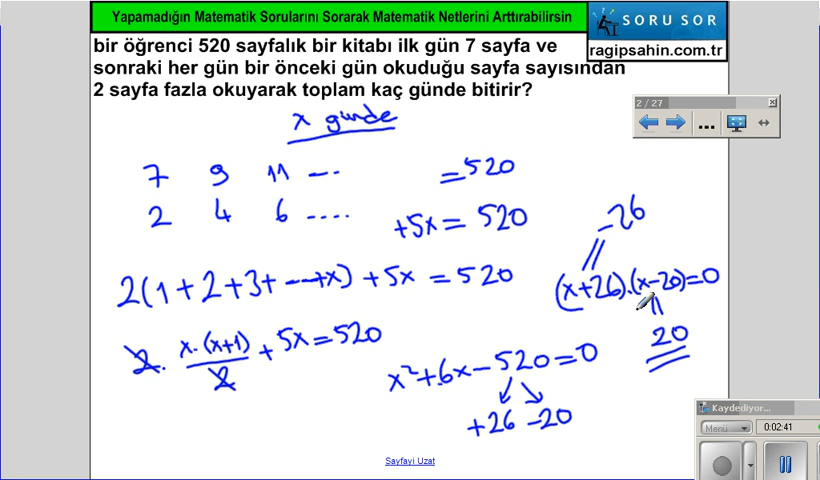 Yapamadığın Matematik Sorularını Sorarak Matematik Netlerini Arttırabilirsin
SORU SOR
ragipsahin.com.tr
bir öğrenci 520 sayfalık bir kitabı ilk gün 7 sayfa ve
sonraki her gün bir önceki gün okuduğu sayfa sayısından
2 sayfa fazla okuyarak toplam kaç günde bitirir?
2 / 27
x günde
7 9 11 ---- =520
2 4 6 .... +5x = 520
2(1+2+3+ ---+x) +5x =520
2. x.(x+1)/2 +5x=520
x²+6x-520=0
+26 -20
-26
(x+26).(x-20)=0
20
Sayfayi Uzat
Kaydediyor...
Menü
0:02:41